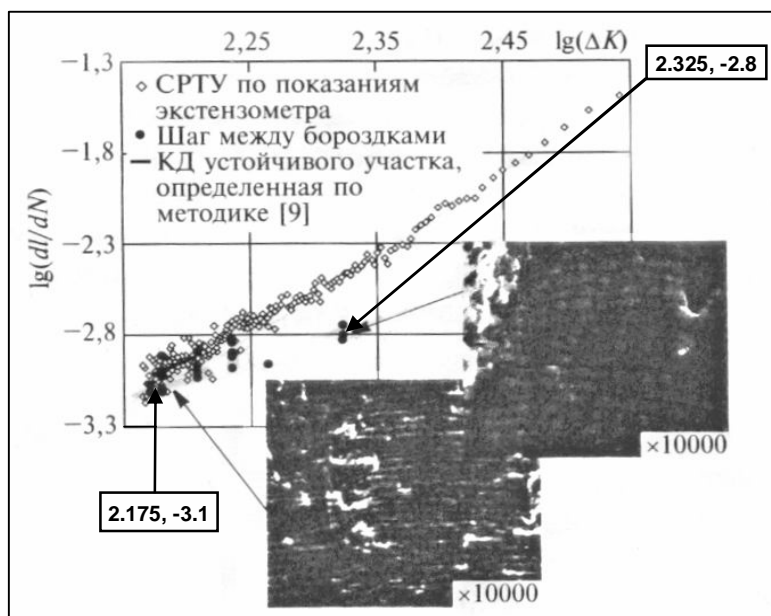 2,25 2,35 2,45 lg(ΔK)
2.325, -2.8
−1,3
◇ СРТУ по показаниям
экстензометра
● Шаг между бороздками
−1,8
— КД устойчивого участка,
определенная по
методике [9]
−2,3
lg(dl/dN)
−2,8
−3,3
×10000
2.175, -3.1
×10000